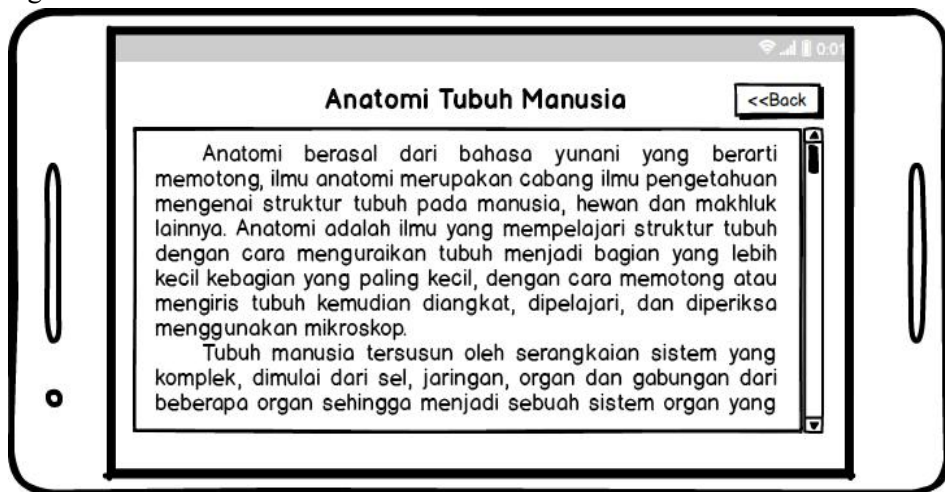 0:01
Anatomi Tubuh Manusia
<<Back
Anatomi berasal dari bahasa yunani yang berarti
memotong, ilmu anatomi merupakan cabang ilmu pengetahuan
mengenai struktur tubuh pada manusia, hewan dan makhluk
lainnya. Anatomi adalah ilmu yang mempelajari struktur tubuh
dengan cara menguraikan tubuh menjadi bagian yang lebih
kecil kebagian yang paling kecil, dengan cara memotong atau
mengiris tubuh kemudian diangkat, dipelajari, dan diperiksa
menggunakan mikroskop.
Tubuh manusia tersusun oleh serangkaian sistem yang
komplek, dimulai dari sel, jaringan, organ dan gabungan dari
beberapa organ sehingga menjadi sebuah sistem organ yang